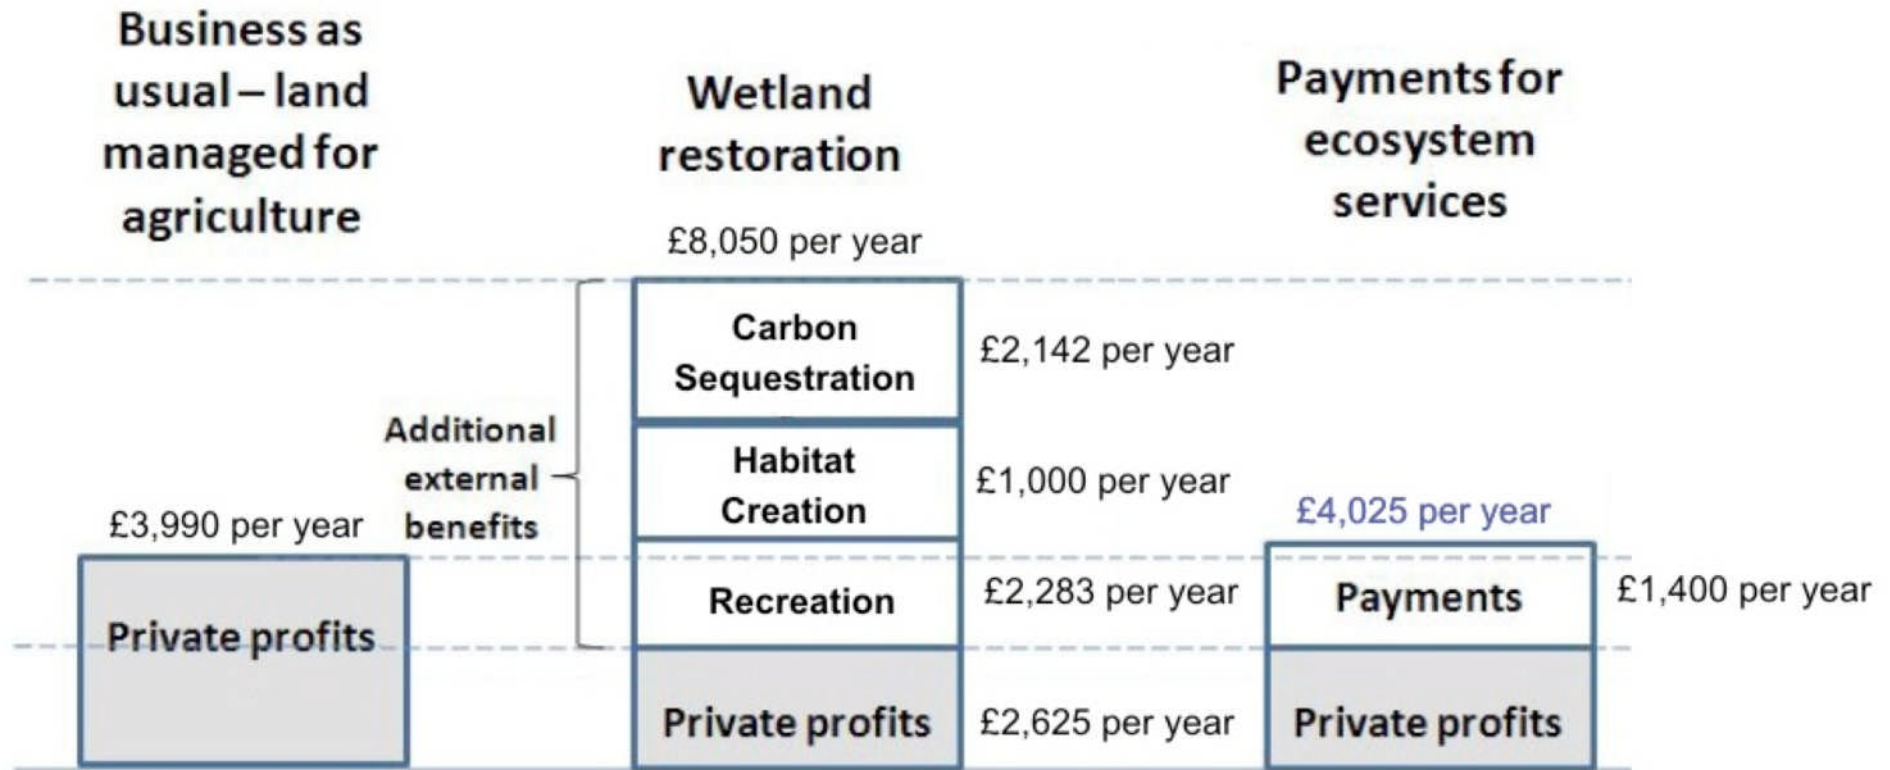 Business as
usual – land
managed for
agriculture
£3,990 per year
Private profits
Additional
external
benefits
Wetland
restoration
£8,050 per year
Carbon
Sequestration
£2,142 per year
Habitat
Creation
£1,000 per year
Recreation
£2,283 per year
Private profits
£2,625 per year
Payments for
ecosystem
services
£4,025 per year
Payments
£1,400 per year
Private profits